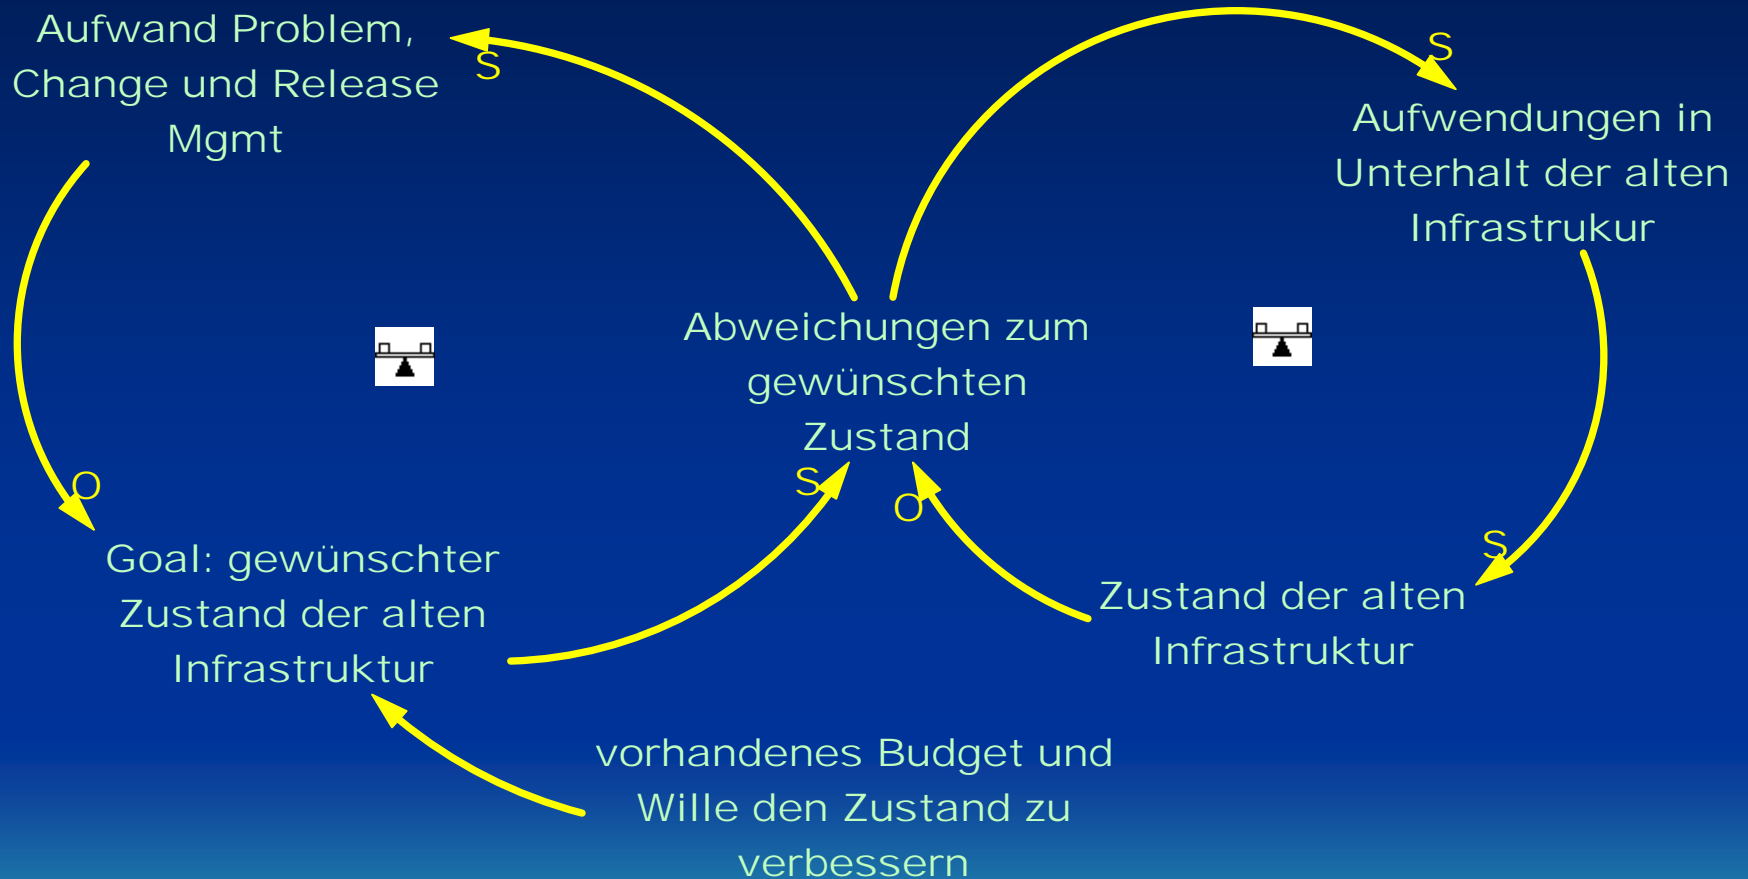 Aufwand Problem,
Change und Release
Mgmt
S
S
Aufwendungen in
Unterhalt der alten
Infrastrukur
Abweichungen zum
gewünschten
Zustand
S
O
O
Goal: gewünschter
Zustand der alten
Infrastruktur
S
Zustand der alten
Infrastruktur
vorhandenes Budget und
Wille den Zustand zu
verbessern